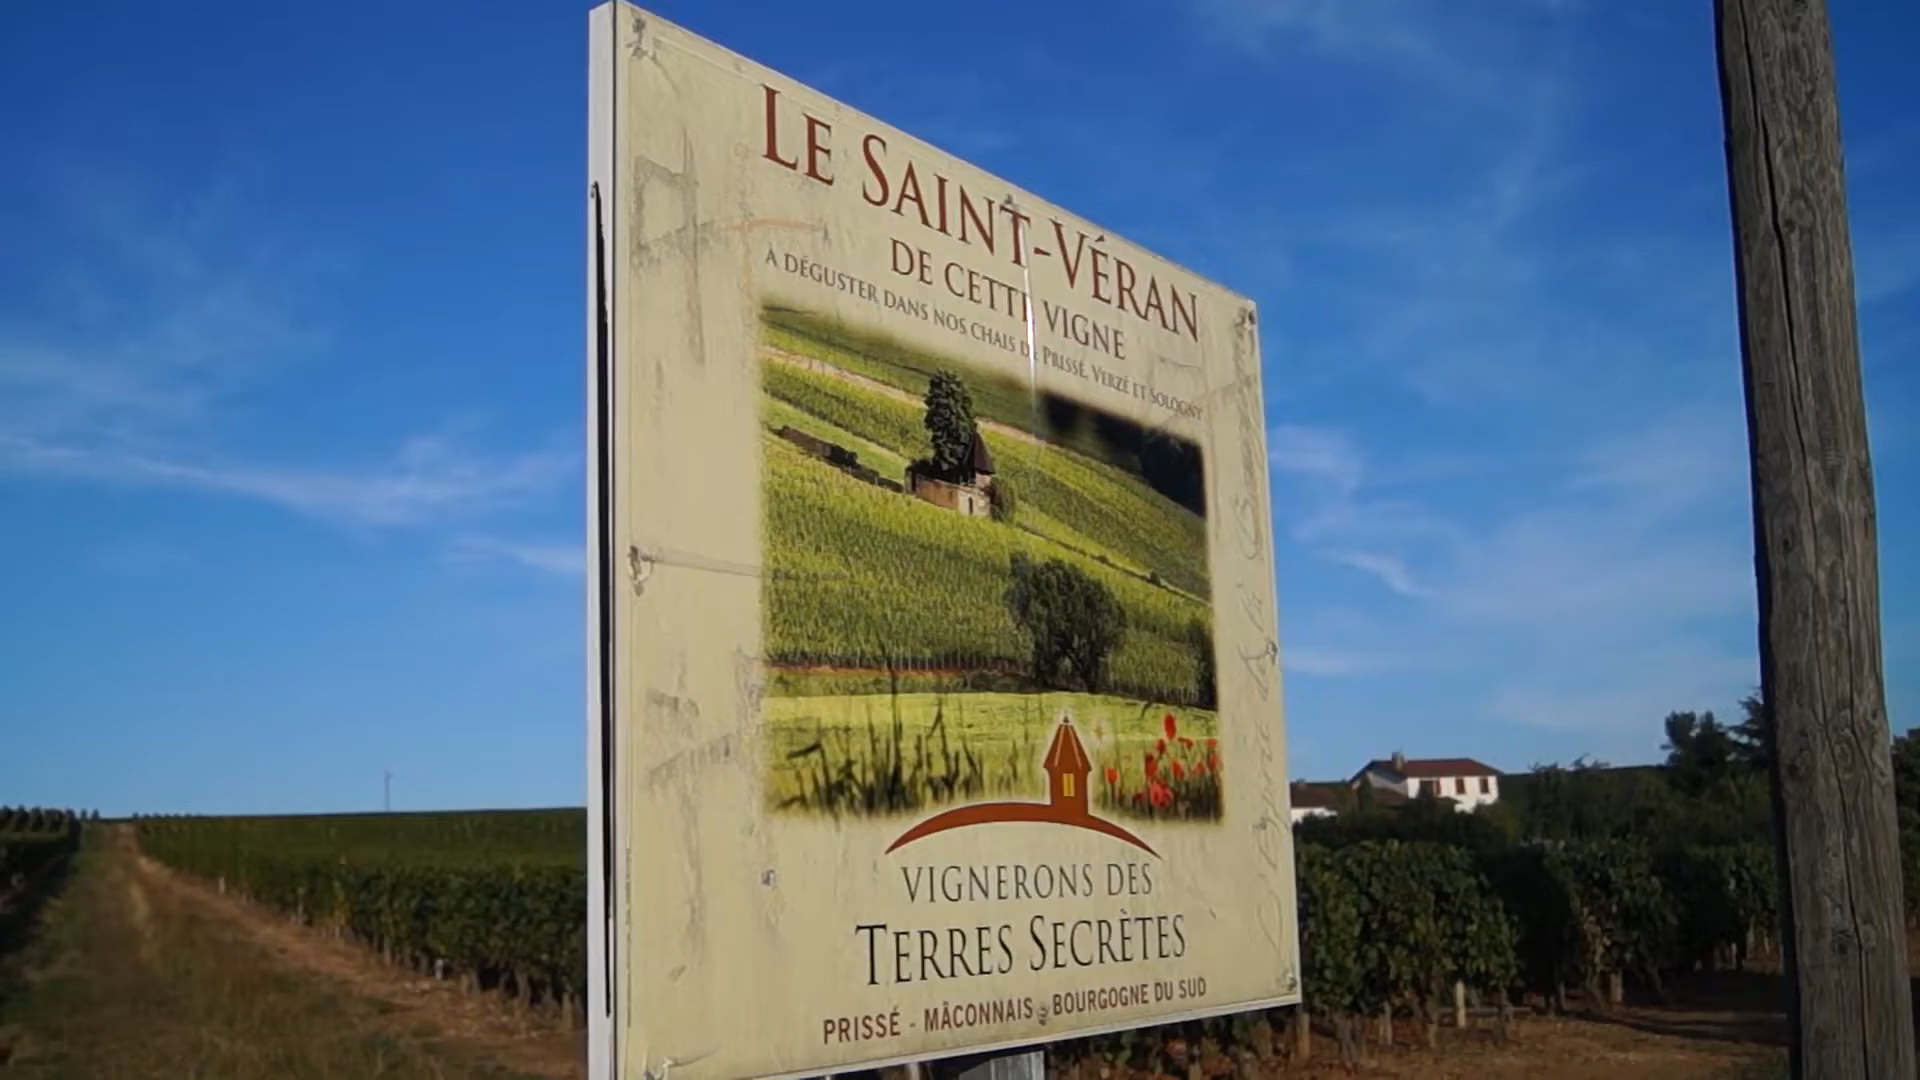 LE SAINT-VÉRAN
DE CETTE VIGNE
A DÉGUSTER DANS NOS CHAIS DE PRISSÉ, VERZÉ ET SOLOGNY
VIGNERONS DES
TERRES SECRÈTES
PRISSÉ - MÂCONNAIS - BOURGOGNE DU SUD